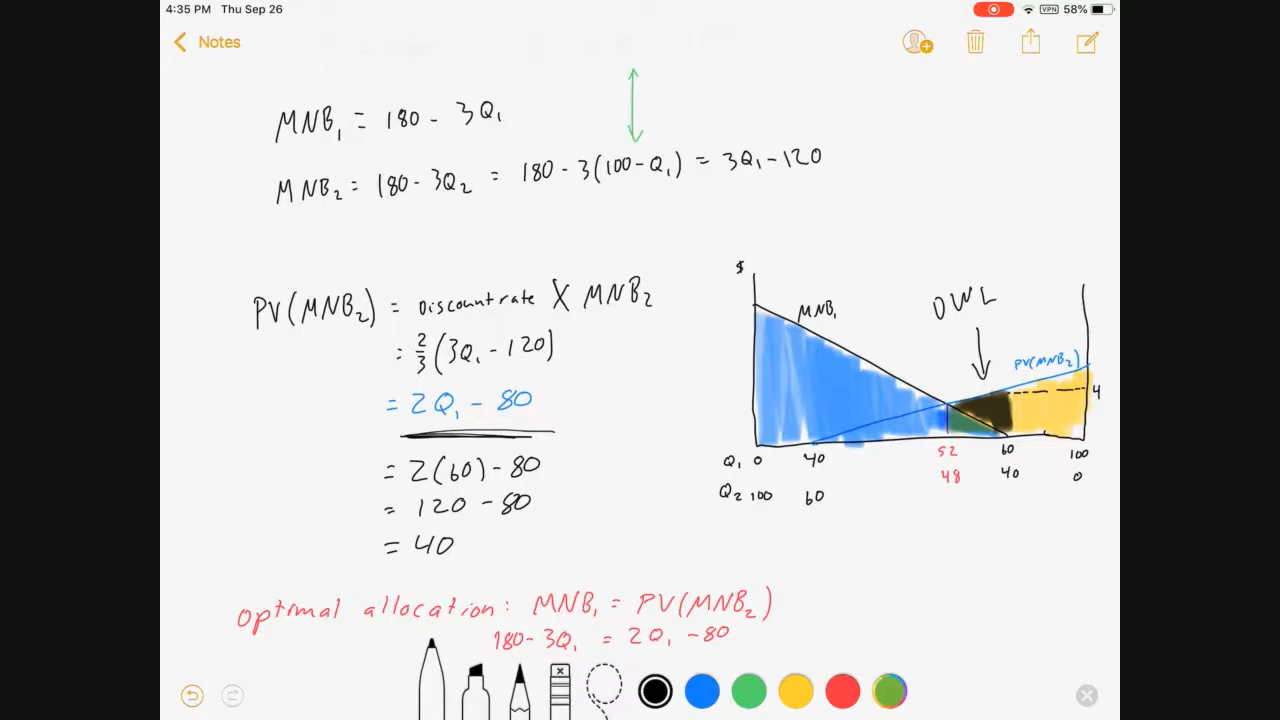 4:35 PM Thu Sep 26
VPN 58%
Notes
MNB₁ = 180 - 3Q₁
MNB₂ = 180 - 3Q₂ = 180 - 3(100 - Q₁) = 3Q₁ - 120
PV(MNB₂) = Discount rate X MNB₂
= 2/3 (3Q₁ - 120)
= 2Q₁ - 80
= 2(60) - 80
= 120 - 80
= 40
$
MNB₁
DWL
PV(MNB₂)
4
Q₁ 0 40 52 60 100
48 40 0
Q₂ 100 60
optimal allocation: MNB₁ = PV(MNB₂)
180 - 3Q₁ = 2Q₁ - 80